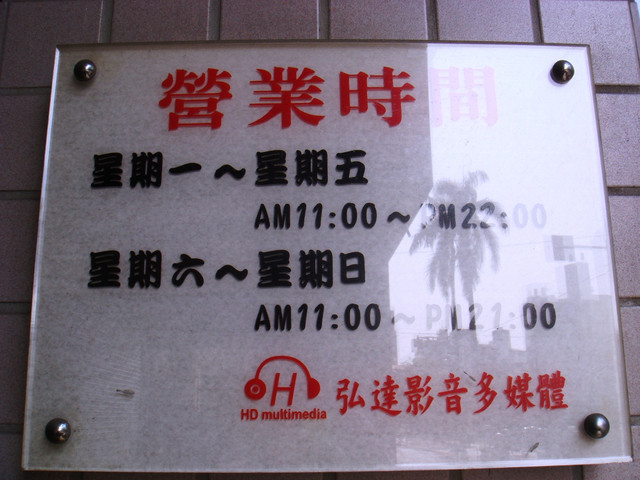 營業時間
星期一～星期五
AM11:00～PM22:00
星期六～星期日
AM11:00～PM21:00
H
HD multimedia 弘達影音多媒體